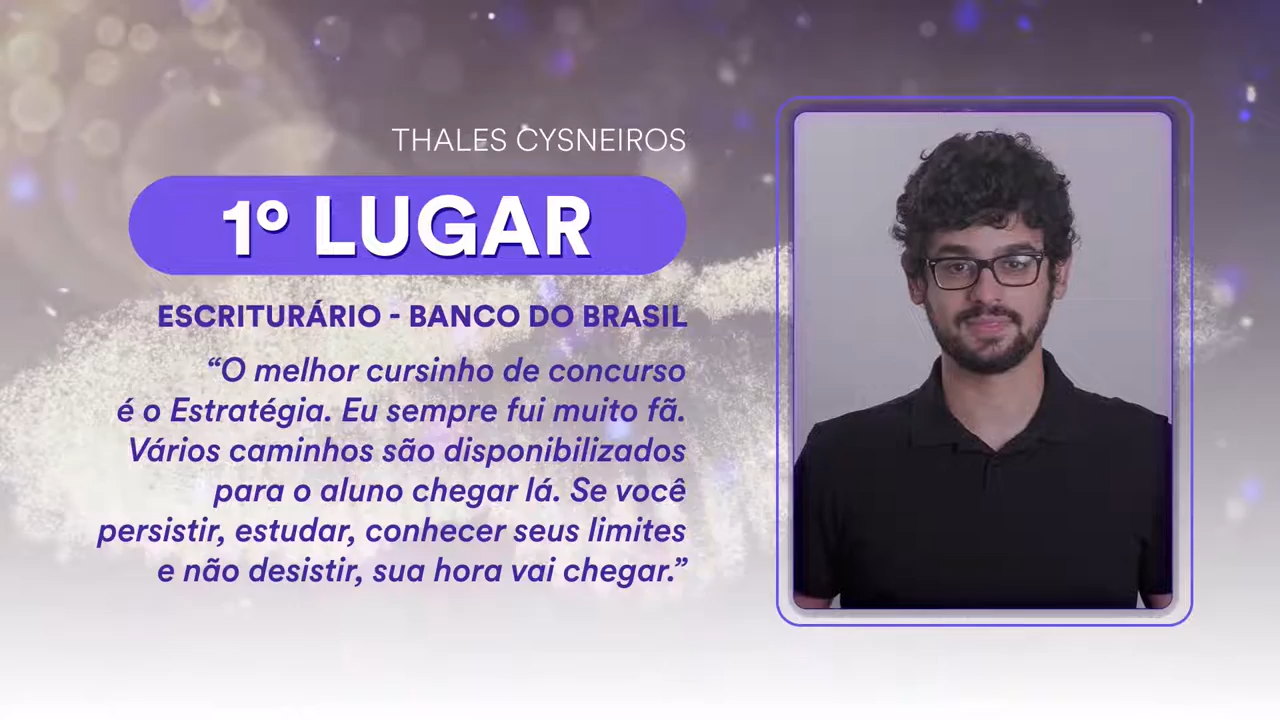 THALES CYSNEIROS
1º LUGAR
ESCRITURÁRIO - BANCO DO BRASIL
“O melhor cursinho de concurso
é o Estratégia. Eu sempre fui muito fã.
Vários caminhos são disponibilizados
para o aluno chegar lá. Se você
persistir, estudar, conhecer seus limites
e não desistir, sua hora vai chegar.”